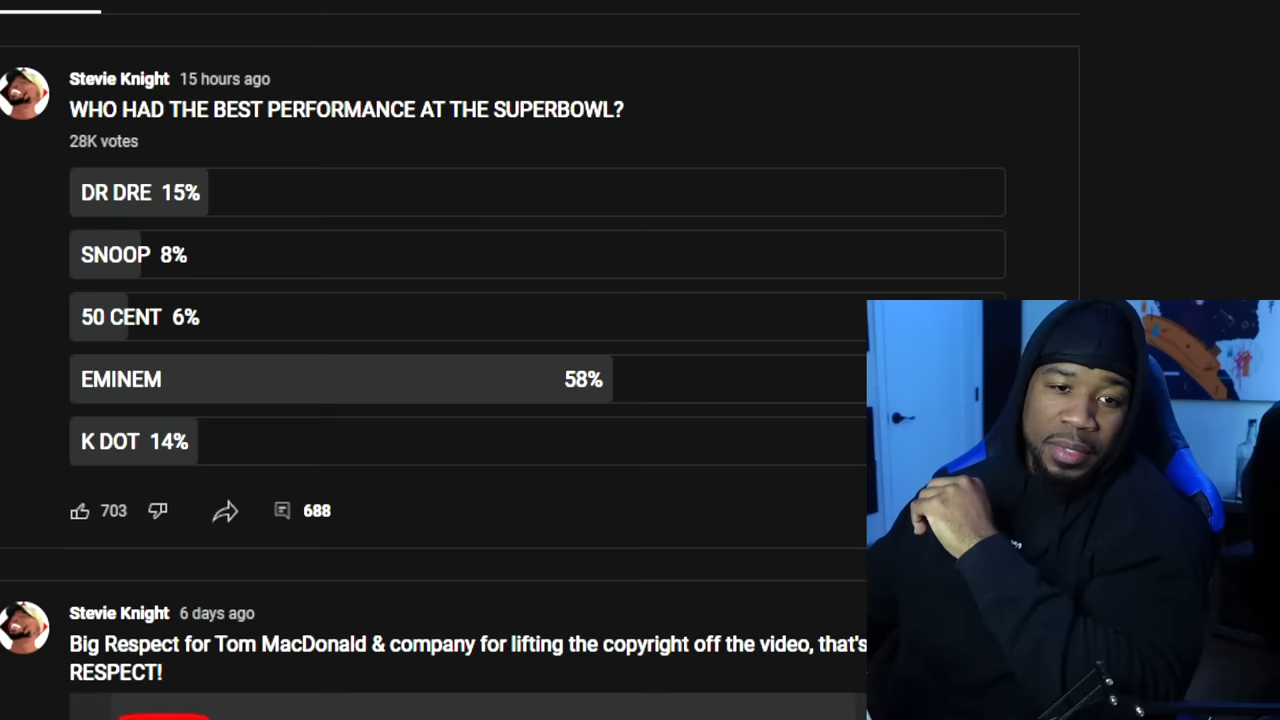 Stevie Knight 15 hours ago
WHO HAD THE BEST PERFORMANCE AT THE SUPERBOWL?
28K votes
DR DRE 15%
SNOOP 8%
50 CENT 6%
EMINEM 58%
K DOT 14%
703 688
Stevie Knight 6 days ago
Big Respect for Tom MacDonald & company for lifting the copyright off the video, that's
RESPECT!